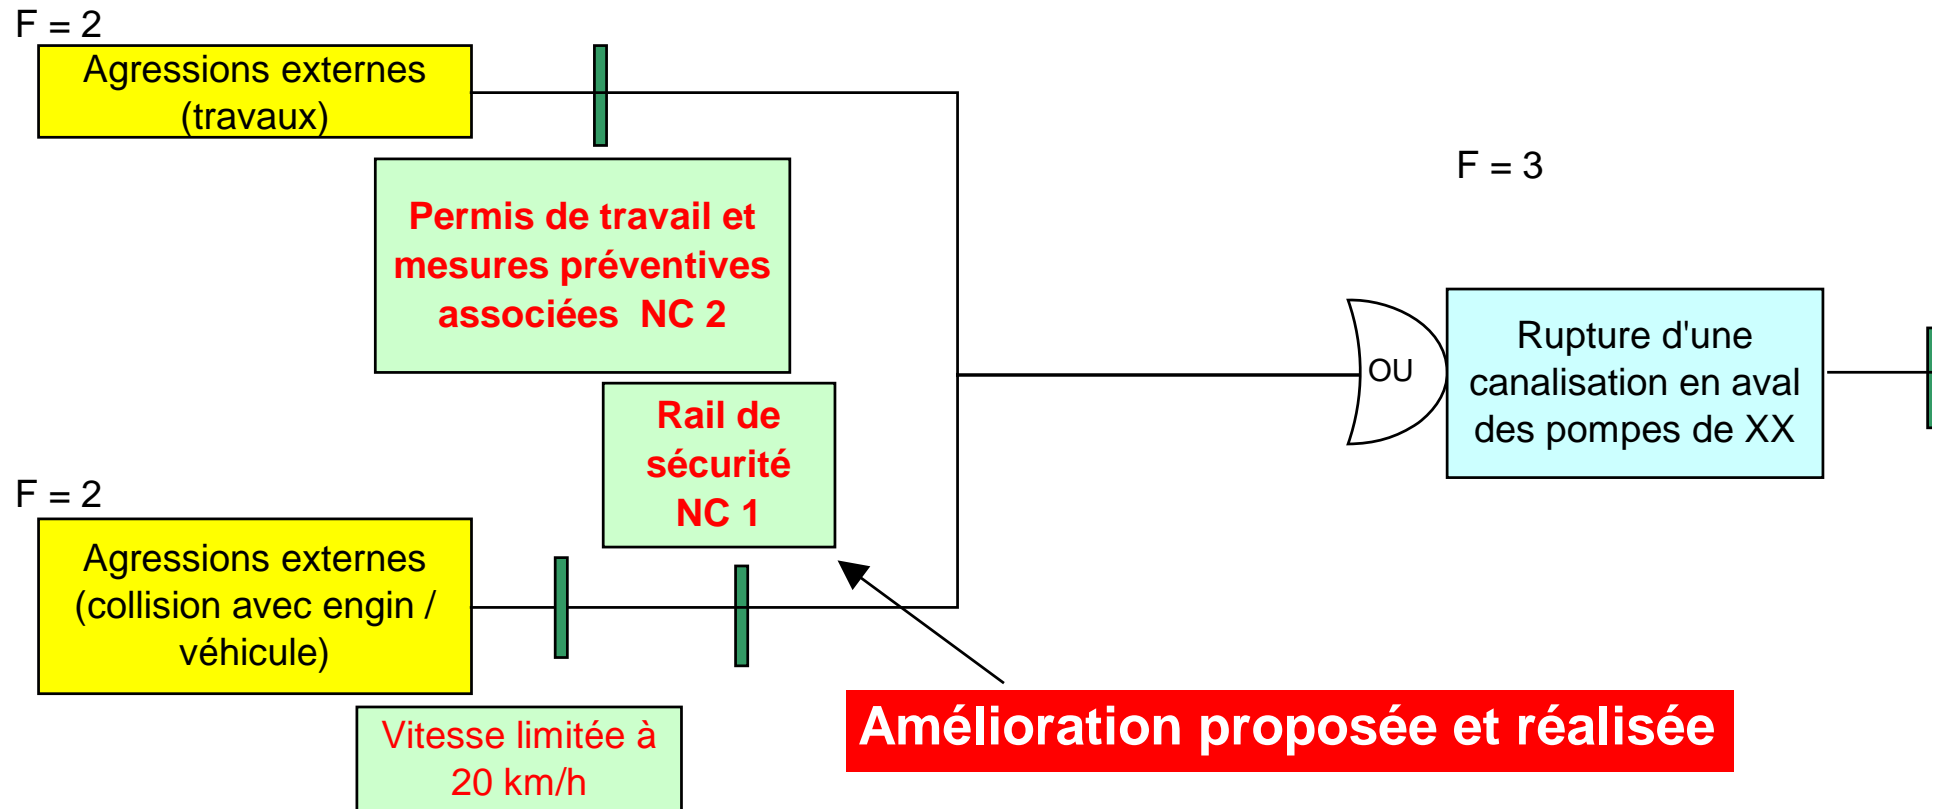 F = 2
Agressions externes
(travaux)
Permis de travail et
mesures préventives
associées  NC 2
Rail de
sécurité
NC 1
F = 2
Agressions externes
(collision avec engin /
véhicule)
Vitesse limitée à
20 km/h
Amélioration proposée et réalisée
F = 3
OU
Rupture d'une
canalisation en aval
des pompes de XX